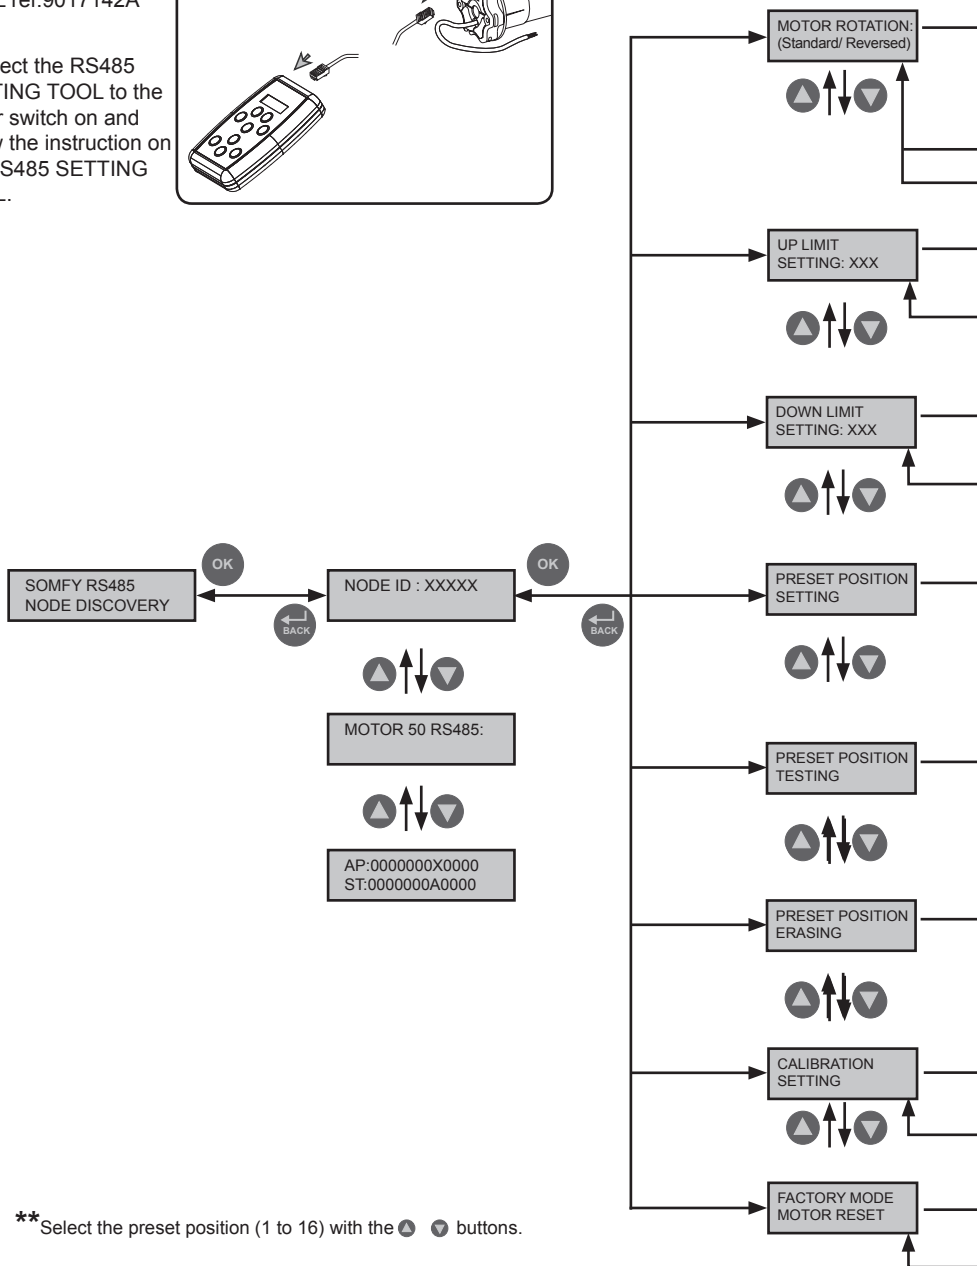 ref.9017142A
ect the RS485
TING TOOL to the
r switch on and
the instruction on
S485 SETTING
MOTOR ROTATION:
(Standard/ Reversed)
UP LIMIT
SETTING: XXX
DOWN LIMIT
SETTING: XXX
SOMFY RS485
NODE DISCOVERY
OK
BACK
NODE ID : XXXXX
OK
BACK
MOTOR 50 RS485:
AP:0000000X0000
ST:0000000A0000
PRESET POSITION
SETTING
PRESET POSITION
TESTING
PRESET POSITION
ERASING
CALIBRATION
SETTING
FACTORY MODE
MOTOR RESET
**Select the preset position (1 to 16) with the buttons.